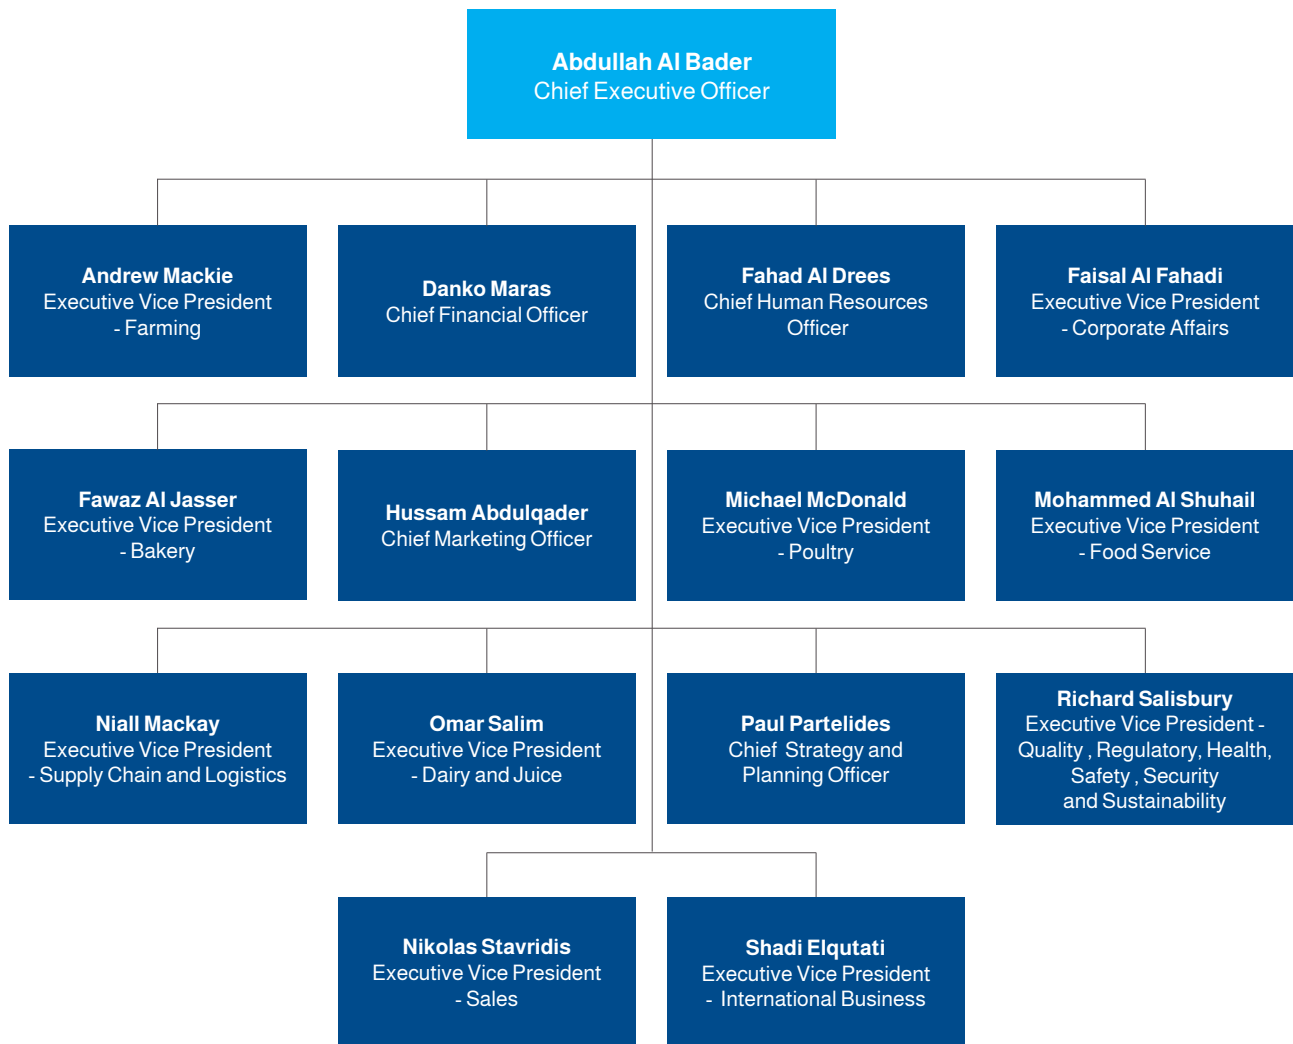 Abdullah Al Bader
Chief Executive Officer
Andrew Mackie
Executive Vice President
- Farming
Danko Maras
Chief Financial Officer
Fahad Al Drees
Chief Human Resources
Officer
Faisal Al Fahadi
Executive Vice President
- Corporate Affairs
Fawaz Al Jasser
Executive Vice President
- Bakery
Hussam Abdulqader
Chief Marketing Officer
Michael McDonald
Executive Vice President
- Poultry
Mohammed Al Shuhail
Executive Vice President
- Food Service
Niall Mackay
Executive Vice President
- Supply Chain and Logistics
Omar Salim
Executive Vice President
- Dairy and Juice
Paul Partelides
Chief Strategy and
Planning Officer
Richard Salisbury
Executive Vice President -
Quality , Regulatory, Health,
Safety , Security
and Sustainability
Nikolas Stavridis
Executive Vice President
- Sales
Shadi Elqutati
Executive Vice President
- International Business